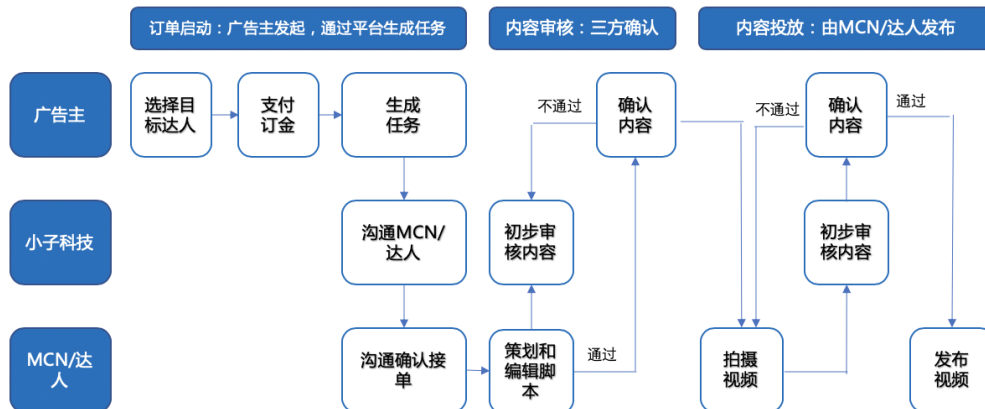 订单启动：广告主发起，通过平台生成任务
内容审核：三方确认
内容投放：由MCN/达人发布
广告主
选择目
标达人
支付
订金
生成
任务
不通过
确认
内容
不通过
确认
内容
通过
小子科技
沟通MCN/
达人
初步审
核内容
初步审
核内容
MCN/达
人
沟通确认接
单
策划和
编辑脚
本
通过
拍摄
视频
发布
视频